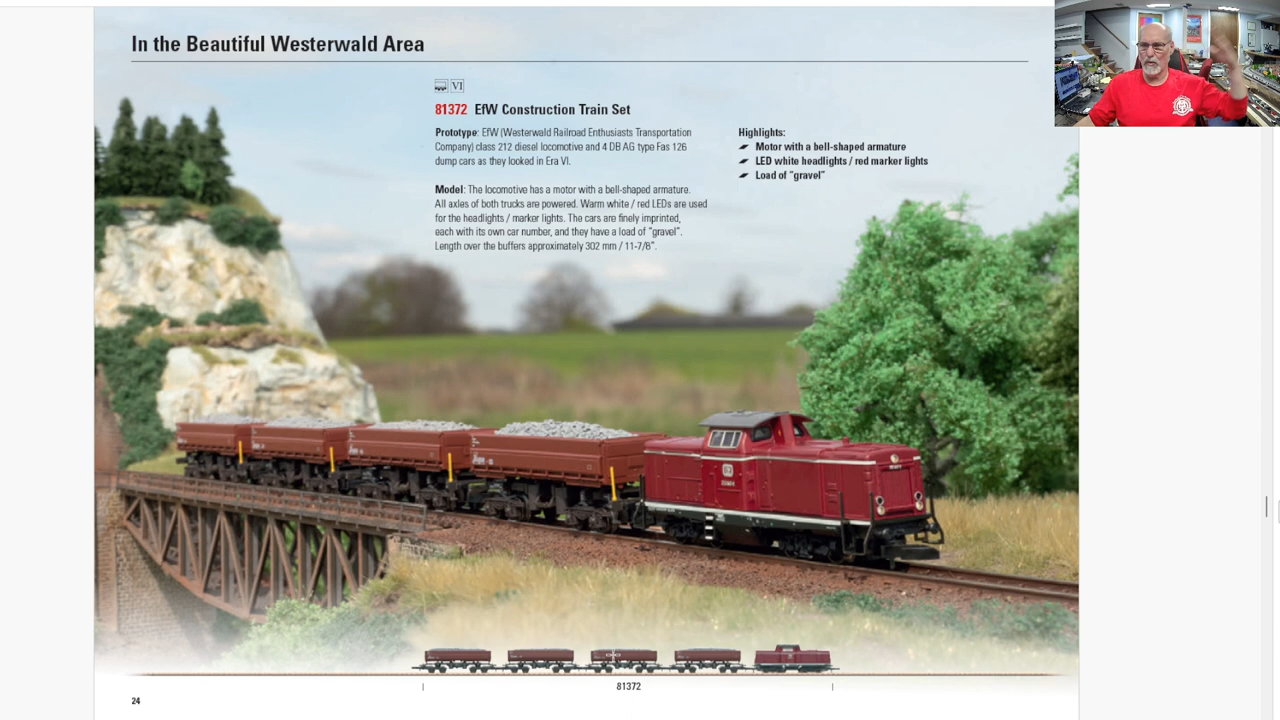 In the Beautiful Westerwald Area
VI
81372 EfW Construction Train Set
Prototype: EfW (Westerwald Railroad Enthusiasts Transportation
Company) class 212 diesel locomotive and 4 DB AG type Fas 126
dump cars as they looked in Era VI.
Model: The locomotive has a motor with a bell-shaped armature.
All axles of both trucks are powered. Warm white / red LEDs are used
for the headlights / marker lights. The cars are finely imprinted,
each with its own car number, and they have a load of “gravel”.
Length over the buffers approximately 302 mm / 11-7/8”.
Highlights:
Motor with a bell-shaped armature
LED white headlights / red marker lights
Load of “gravel”
81372
24